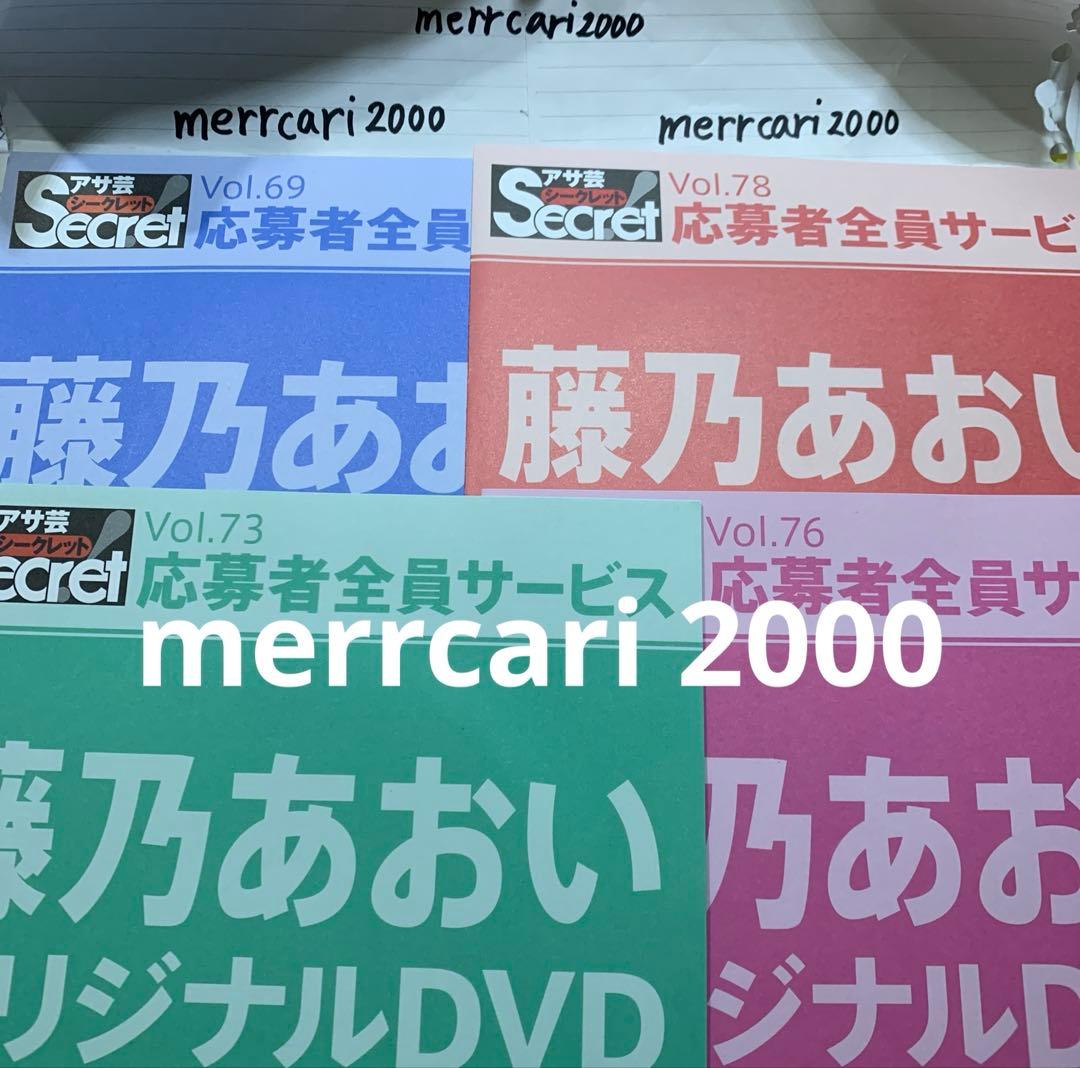 merrcari2000
merrcari 2000
merrcari 2000
アサ芸
シークレット
Secret
Vol.69
応募者全員
藤乃あお
アサ芸
シークレット
Secret
Vol.78
応募者全員サービ
藤乃あおい
アサ芸
シークレット
ecret
Vol.73
応募者全員サービス
藤乃あおい
リジナルDVD
Vol.76
応募者全員サ
乃あお
ジナルD
merrcari 2000